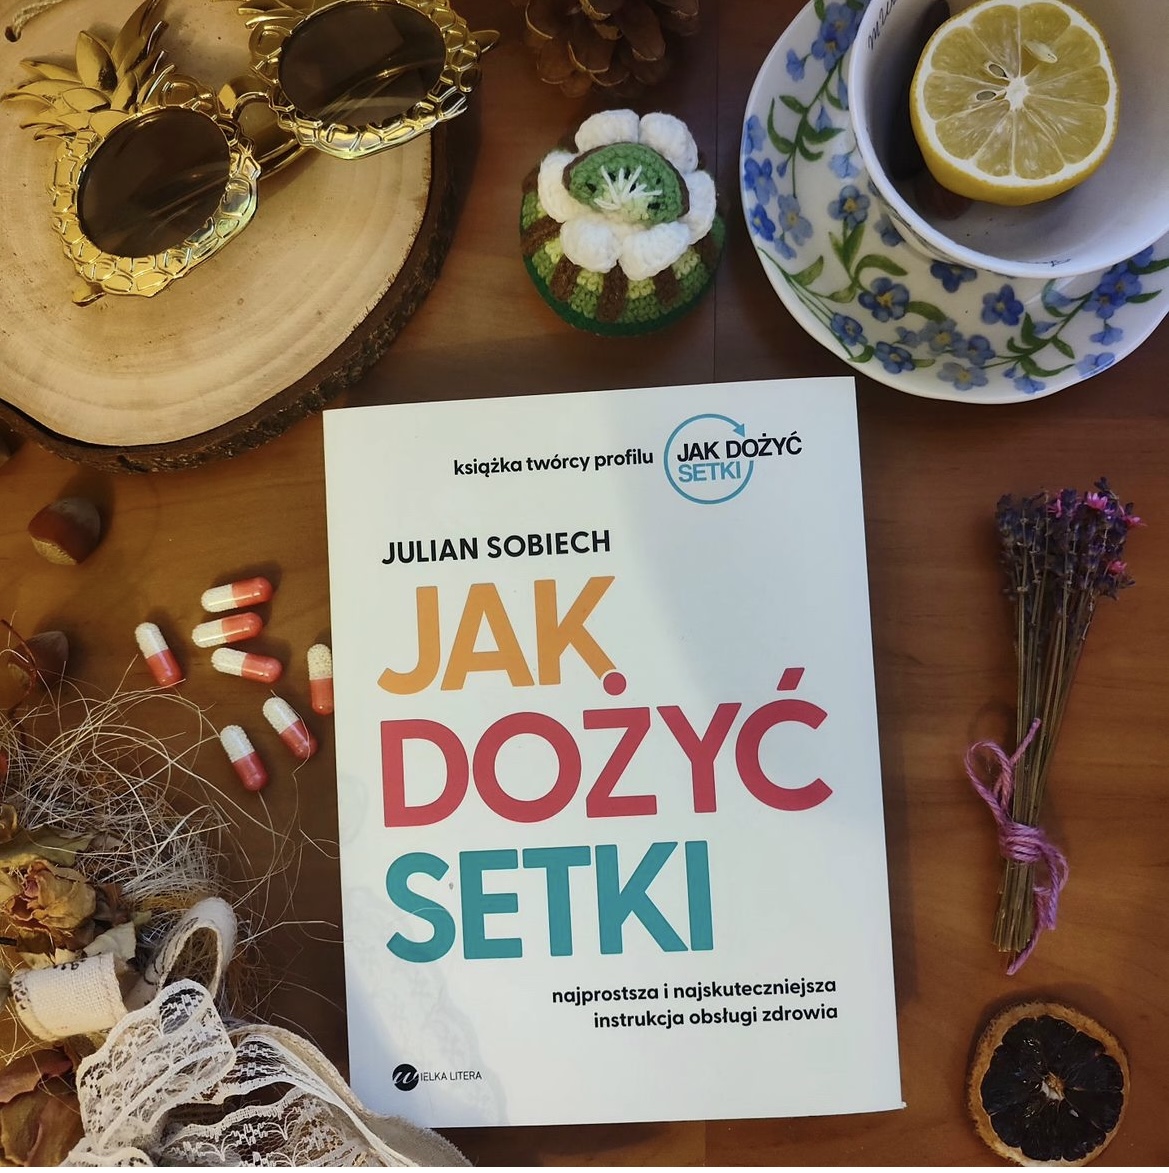 książka twórcy profilu
JAK DOŻYĆ
SETKI
JULIAN SOBIECH
JAK
DOŻYĆ
SETKI
najprostsza i najskuteczniejsza
instrukcja obsługi zdrowia
WIELKA LITERA